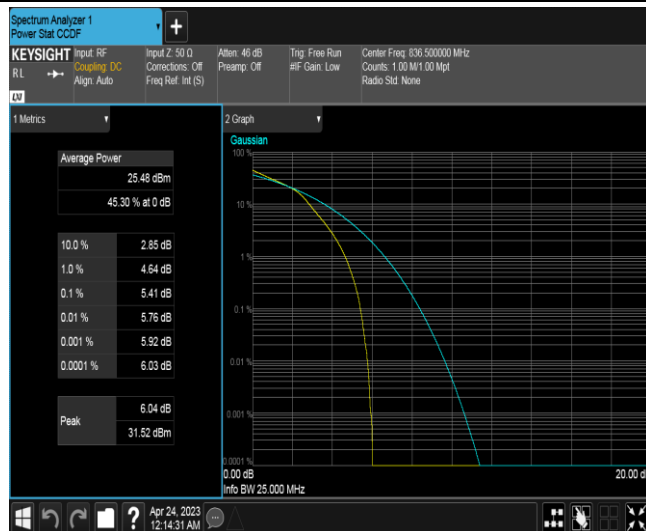 Spectrum Analyzer 1
Power Stat CCDF
+
KEYSIGHT
RL
LXI
Input: RF
Coupling: DC
Align: Auto
Input Z: 50 Ω
Corrections: Off
Freq Ref: Int (S)
Atten: 46 dB
Preamp: Off
Trig: Free Run
#IF Gain: Low
Center Freq: 836.500000 MHz
Counts: 1.00 M/1.00 Mpt
Radio Std: None
1 Metrics
Average Power
25.48 dBm
45.30 % at 0 dB
10.0 % 2.85 dB
1.0 % 4.64 dB
0.1 % 5.41 dB
0.01 % 5.76 dB
0.001 % 5.92 dB
0.0001 % 6.03 dB
Peak
6.04 dB
31.52 dBm
2 Graph
Gaussian
100 %
10 %
1 %
0.1 %
0.01 %
0.001 %
0.0001 %
0.00 dB
20.00 d
Info BW 25.000 MHz
?
Apr 24, 2023
12:14:31 AM